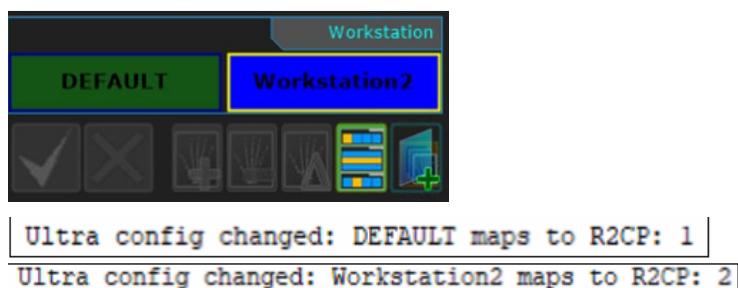 Workstation
DEFAULT Workstation2
Ultra config changed: DEFAULT maps to R2CP: 1
Ultra config changed: Workstation2 maps to R2CP: 2